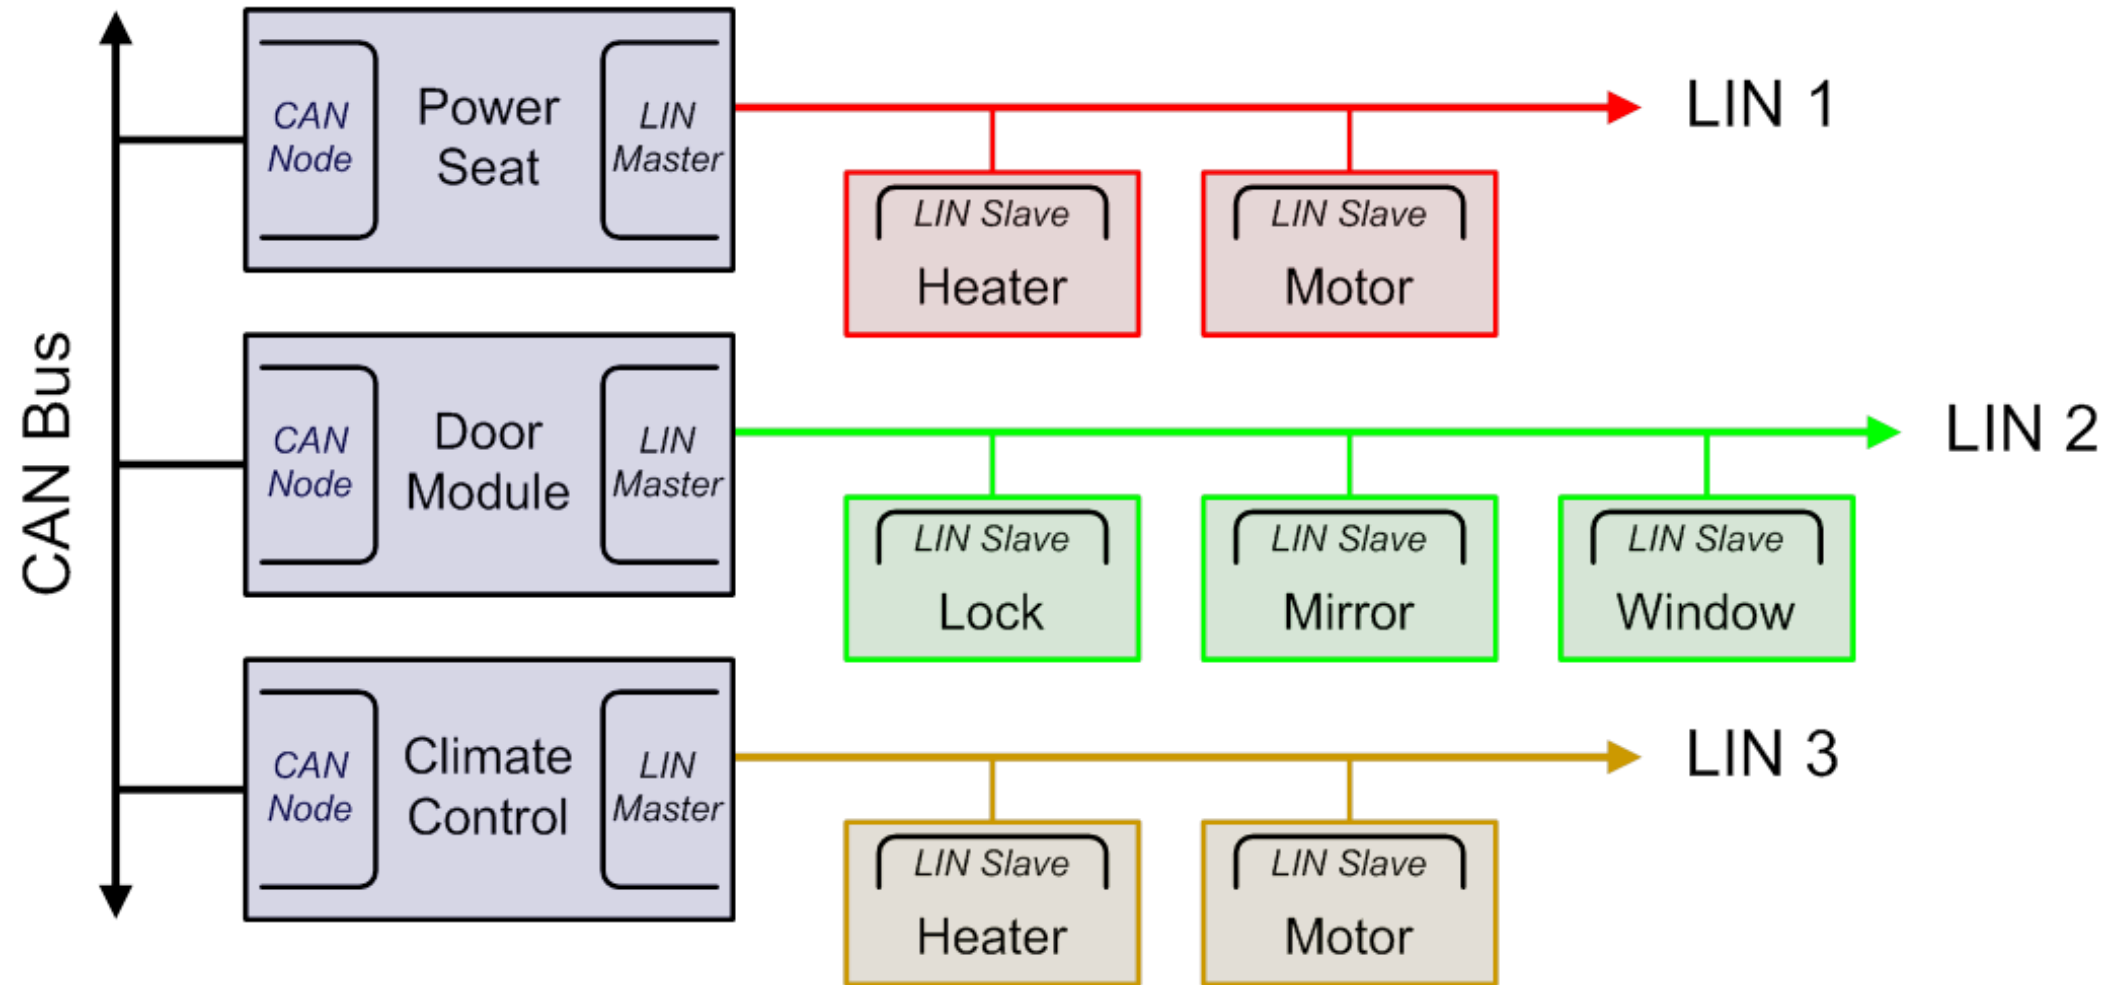 CAN Bus
CAN
Node
Power
Seat
LIN
Master
LIN 1
LIN Slave
Heater
LIN Slave
Motor
CAN
Node
Door
Module
LIN
Master
LIN 2
LIN Slave
Lock
LIN Slave
Mirror
LIN Slave
Window
CAN
Node
Climate
Control
LIN
Master
LIN 3
LIN Slave
Heater
LIN Slave
Motor